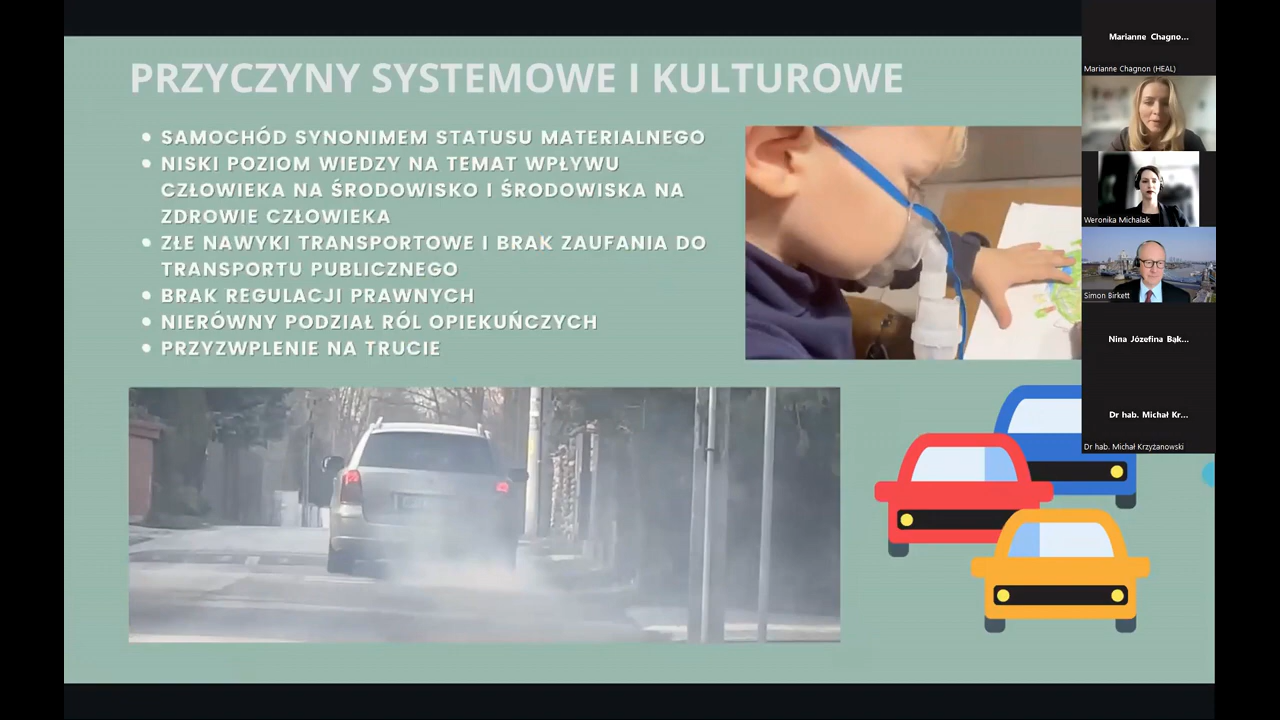 PRZYCZYNY SYSTEMOWE I KULTUROWE
SAMOCHÓD SYNONIMEM STATUSU MATERIALNEGO
NISKI POZIOM WIEDZY NA TEMAT WPŁYWU
CZŁOWIEKA NA ŚRODOWISKO I ŚRODOWISKA NA
ZDROWIE CZŁOWIEKA
ZŁE NAWYKI TRANSPORTOWE I BRAK ZAUFANIA DO
TRANSPORTU PUBLICZNEGO
BRAK REGULACJI PRAWNYCH
NIERÓWNY PODZIAŁ RÓL OPIEKUŃCZYCH
PRZYZWPLENIE NA TRUCIE
Marianne Chagno...
Marianne Chagnon (HEAL)
Weronika Michalak
Simon Birkett
Nina Józefina Bąk...
Dr hab. Michał Kr...
Dr hab. Michał Krzyżanowski